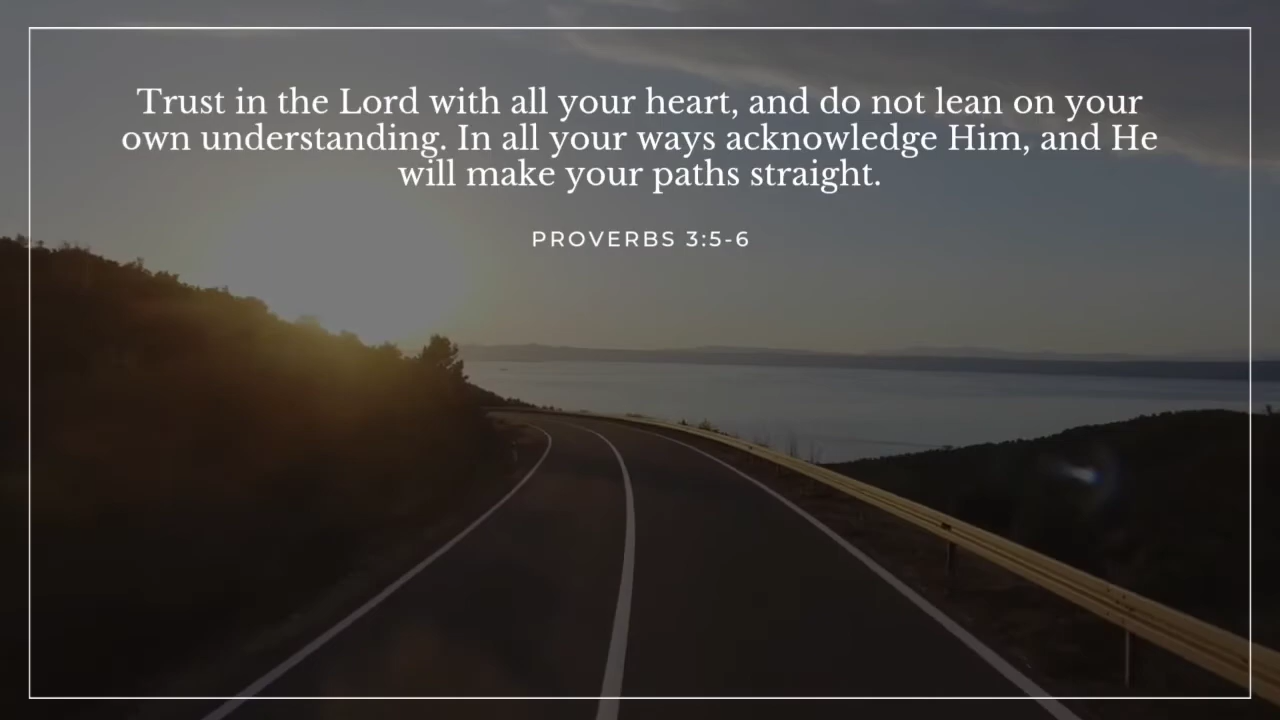 Trust in the Lord with all your heart, and do not lean on your
own understanding. In all your ways acknowledge Him, and He
will make your paths straight.
PROVERBS 3:5-6